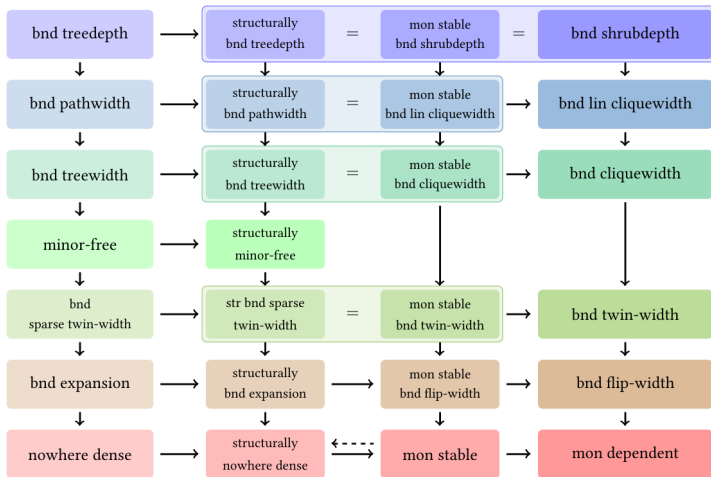 bnd treedepth
structurally
bnd treedepth
=
mon stable
bnd shrubdepth
=
bnd shrubdepth
bnd pathwidth
structurally
bnd pathwidth
=
mon stable
bnd lin cliquewidth
bnd lin cliquewidth
bnd treewidth
structurally
bnd treewidth
=
mon stable
bnd cliquewidth
bnd cliquewidth
minor-free
structurally
minor-free
bnd
sparse twin-width
str bnd sparse
twin-width
=
mon stable
bnd twin-width
bnd twin-width
bnd expansion
structurally
bnd expansion
mon stable
bnd flip-width
bnd flip-width
nowhere dense
structurally
nowhere dense
mon stable
mon dependent